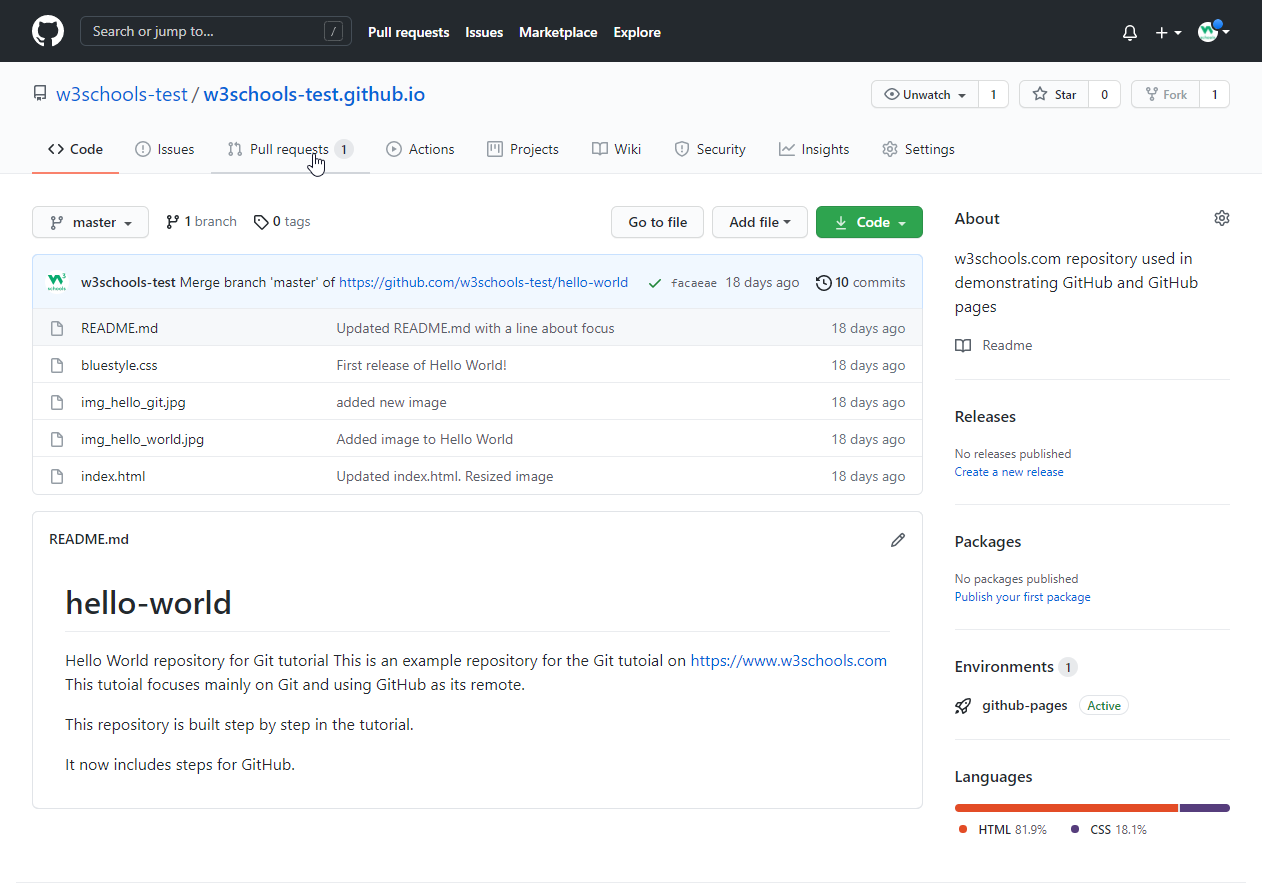 Search or jump to... / Pull requests Issues Marketplace Explore
w3schools-test / w3schools-test.github.io Unwatch 1 Star 0 Fork 1
Code Issues Pull requests 1 Actions Projects Wiki Security Insights Settings
master 1 branch 0 tags Go to file Add file Code
w3schools-test Merge branch 'master' of https://github.com/w3schools-test/hello-world facaeae 18 days ago 10 commits
README.md Updated README.md with a line about focus 18 days ago
bluestyle.css First release of Hello World! 18 days ago
img_hello_git.jpg added new image 18 days ago
img_hello_world.jpg Added image to Hello World 18 days ago
index.html Updated index.html. Resized image 18 days ago
README.md
hello-world
Hello World repository for Git tutorial This is an example repository for the Git tutoial on https://www.w3schools.com
This tutoial focuses mainly on Git and using GitHub as its remote.
This repository is built step by step in the tutorial.
It now includes steps for GitHub.
About
w3schools.com repository used in
demonstrating GitHub and GitHub
pages
Readme
Releases
No releases published
Create a new release
Packages
No packages published
Publish your first package
Environments 1
github-pages Active
Languages
HTML 81.9% CSS 18.1%